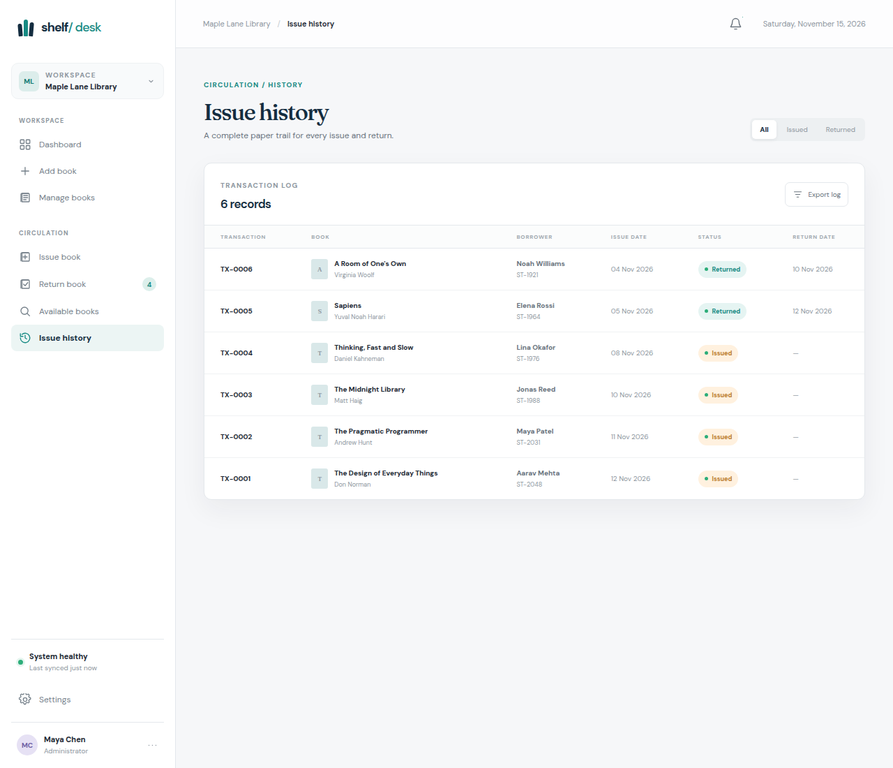 shelf/ desk
Maple Lane Library / Issue history
Saturday, November 15, 2026
ML
WORKSPACE
Maple Lane Library
WORKSPACE
Dashboard
Add book
Manage books
CIRCULATION
Issue book
Return book 4
Available books
Issue history
System healthy
Last synced just now
Settings
MC
Maya Chen
Administrator
CIRCULATION / HISTORY
Issue history
A complete paper trail for every issue and return.
All Issued Returned
TRANSACTION LOG
6 records
Export log
TRANSACTION BOOK BORROWER ISSUE DATE STATUS RETURN DATE
TX-0006 A A Room of One's Own Noah Williams 04 Nov 2026 Returned 10 Nov 2026
Virginia Woolf ST-1921
TX-0005 S Sapiens Elena Rossi 05 Nov 2026 Returned 12 Nov 2026
Yuval Noah Harari ST-1964
TX-0004 T Thinking, Fast and Slow Lina Okafor 08 Nov 2026 Issued —
Daniel Kahneman ST-1976
TX-0003 T The Midnight Library Jonas Reed 10 Nov 2026 Issued —
Matt Haig ST-1988
TX-0002 T The Pragmatic Programmer Maya Patel 11 Nov 2026 Issued —
Andrew Hunt ST-2031
TX-0001 T The Design of Everyday Things Aarav Mehta 12 Nov 2026 Issued —
Don Norman ST-2048